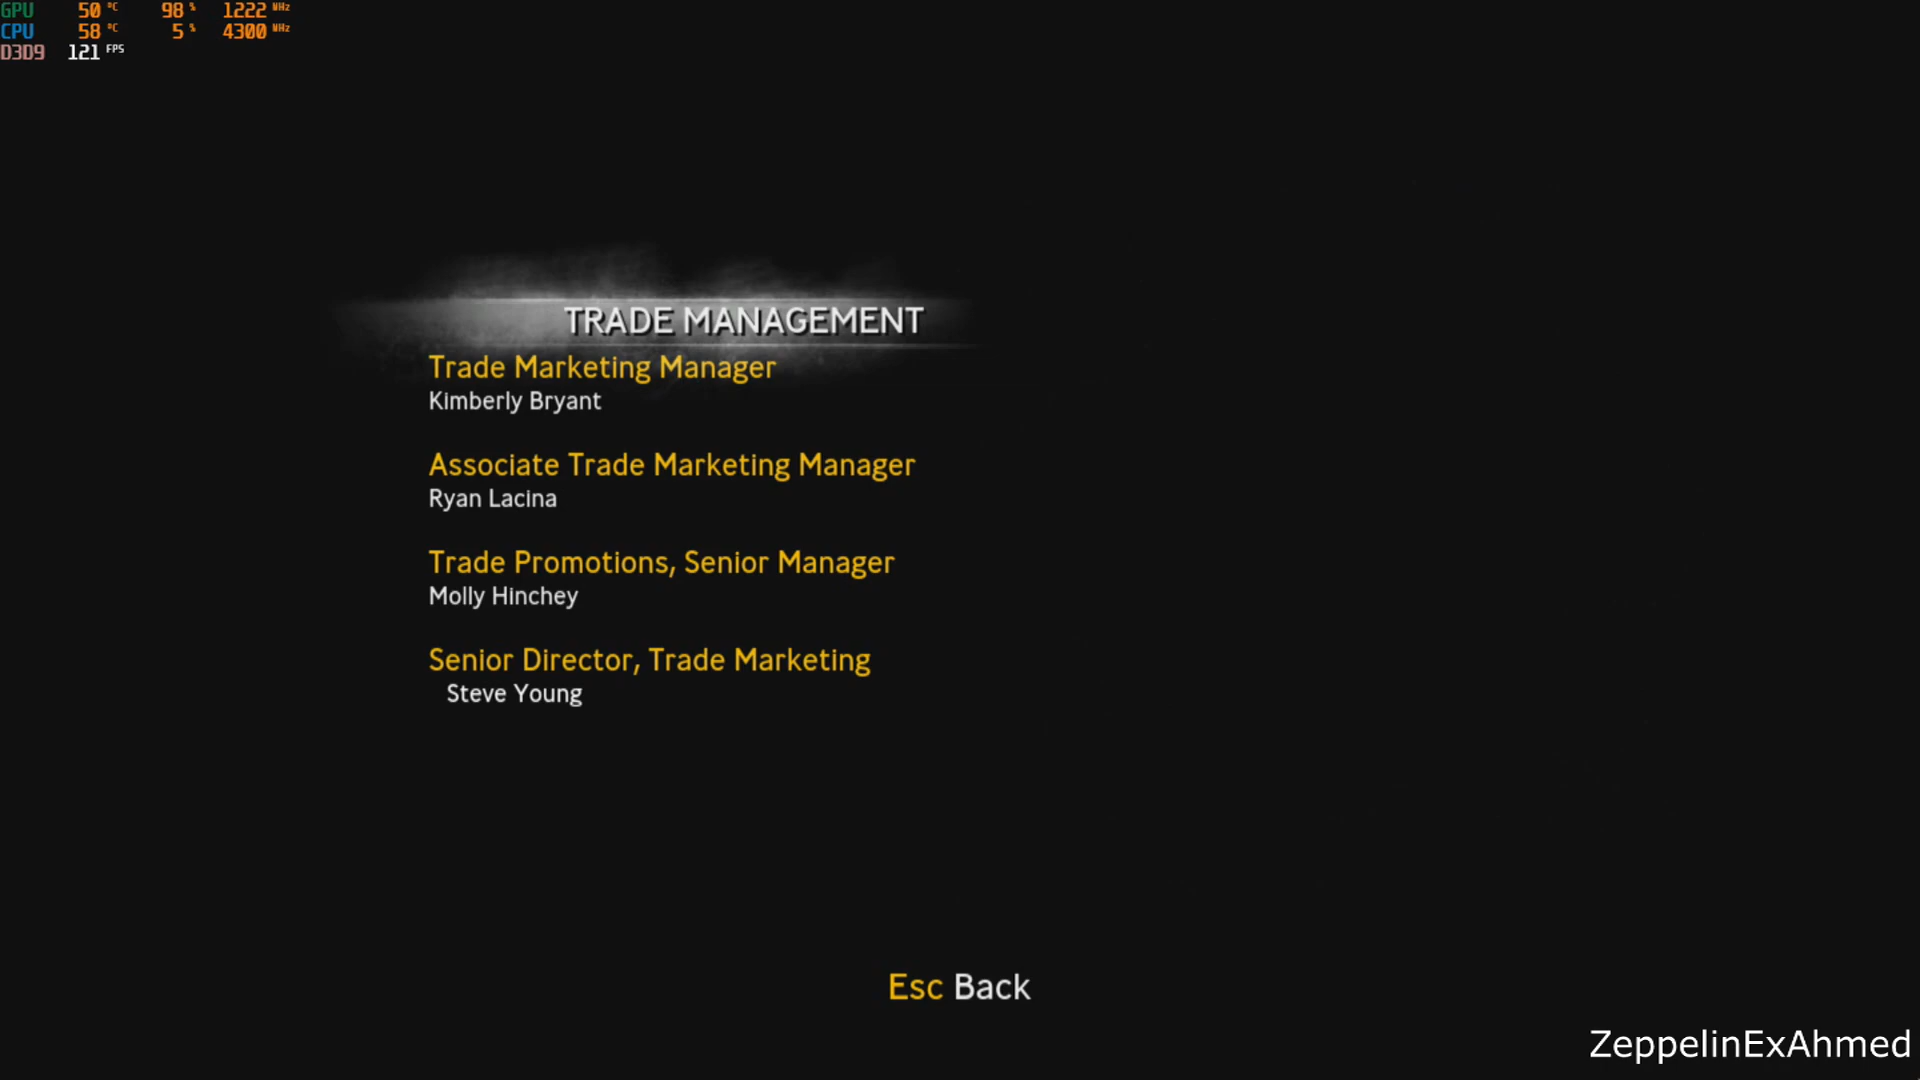 GPU 50 °C 98 % 1222 MHz
CPU 58 °C 5 % 4300 MHz
D3D9 121 FPS
TRADE MANAGEMENT
Trade Marketing Manager
Kimberly Bryant
Associate Trade Marketing Manager
Ryan Lacina
Trade Promotions, Senior Manager
Molly Hinchey
Senior Director, Trade Marketing
Steve Young
Esc Back
ZeppelinExAhmed